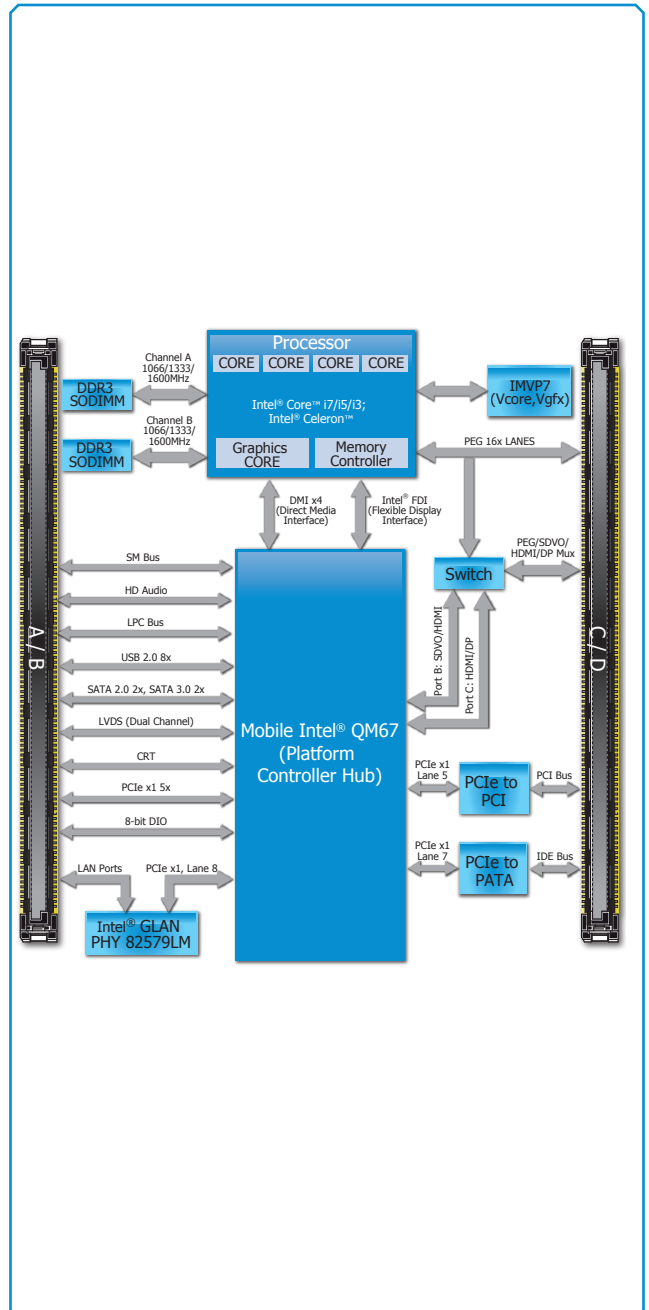 Processor
CORE CORE CORE CORE
Intel® Core™ i7/i5/i3;
Intel® Celeron™
Graphics
CORE
Memory
Controller
Channel A
1066/1333/
1600MHz
DDR3
SODIMM
Channel B
1066/1333/
1600MHz
DDR3
SODIMM
IMVP7
(Vcore,Vgfx)
PEG 16x LANES
DMI x4
(Direct Media
Interface)
Intel® FDI
(Flexible Display
Interface)
PEG/SDVO/
HDMI/DP Mux
Switch
Port B: SDVO/HDMI
Port C: HDMI/DP
A / B
C / D
SM Bus
HD Audio
LPC Bus
USB 2.0 8x
SATA 2.0 2x, SATA 3.0 2x
LVDS (Dual Channel)
CRT
PCIe x1 5x
8-bit DIO
Mobile Intel® QM67
(Platform
Controller Hub)
PCIe x1
Lane 5
PCIe to
PCI
PCI Bus
PCIe x1
Lane 7
PCIe to
PATA
IDE Bus
LAN Ports
PCIe x1, Lane 8
Intel® GLAN
PHY 82579LM